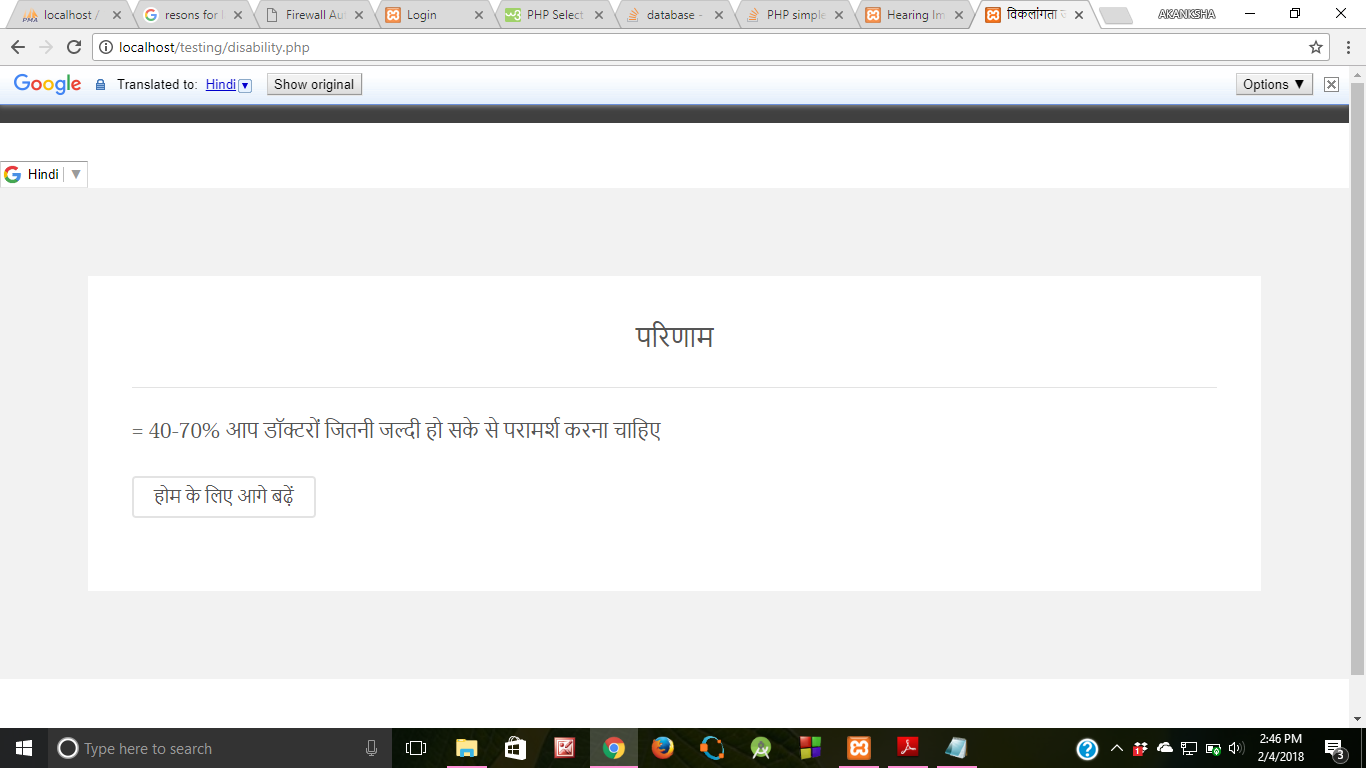 localhost /
resons for
Firewall Au
Login
PHP Select
database -
PHP simple
Hearing Im
विकलांगता
AKANKSHA
localhost/testing/disability.php
Google Translated to: Hindi ▼ Show original Options ▼
G Hindi ▼
परिणाम
= 40-70% आप डॉक्टरों जितनी जल्दी हो सके से परामर्श करना चाहिए
होम के लिए आगे बढ़ें
Type here to search
2:46 PM
2/4/2018
3